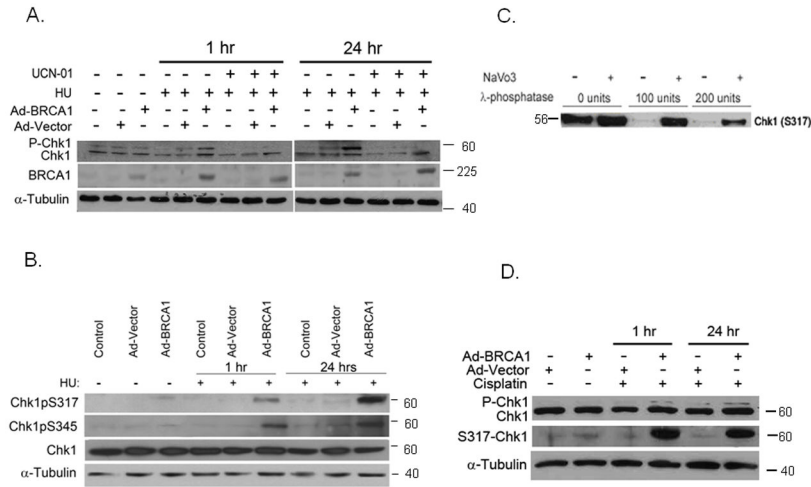 A.
1 hr 24 hr
UCN-01 - - - - - - + + + - - - + + +
HU - - - + + + + + + + + + + + +
Ad-BRCA1 - - + - - + - - + - - + - - +
Ad-Vector - + - - + - - + - - + - - + -
P-Chk1
Chk1
60
BRCA1
225
α-Tubulin
40
B.
Control Ad-Vector Ad-BRCA1 Control Ad-Vector Ad-BRCA1 Control Ad-Vector Ad-BRCA1
1 hr 24 hrs
HU: - - - + + + + + +
Chk1pS317 60
Chk1pS345 60
Chk1 60
α-Tubulin 40
C.
NaVo3 - + - + - +
λ-phosphatase 0 units 100 units 200 units
56 Chk1 (S317)
D.
1 hr 24 hr
Ad-BRCA1 - + - + - +
Ad-Vector + - + - + -
Cisplatin - - + + + +
P-Chk1
Chk1
60
S317-Chk1 60
α-Tubulin 40